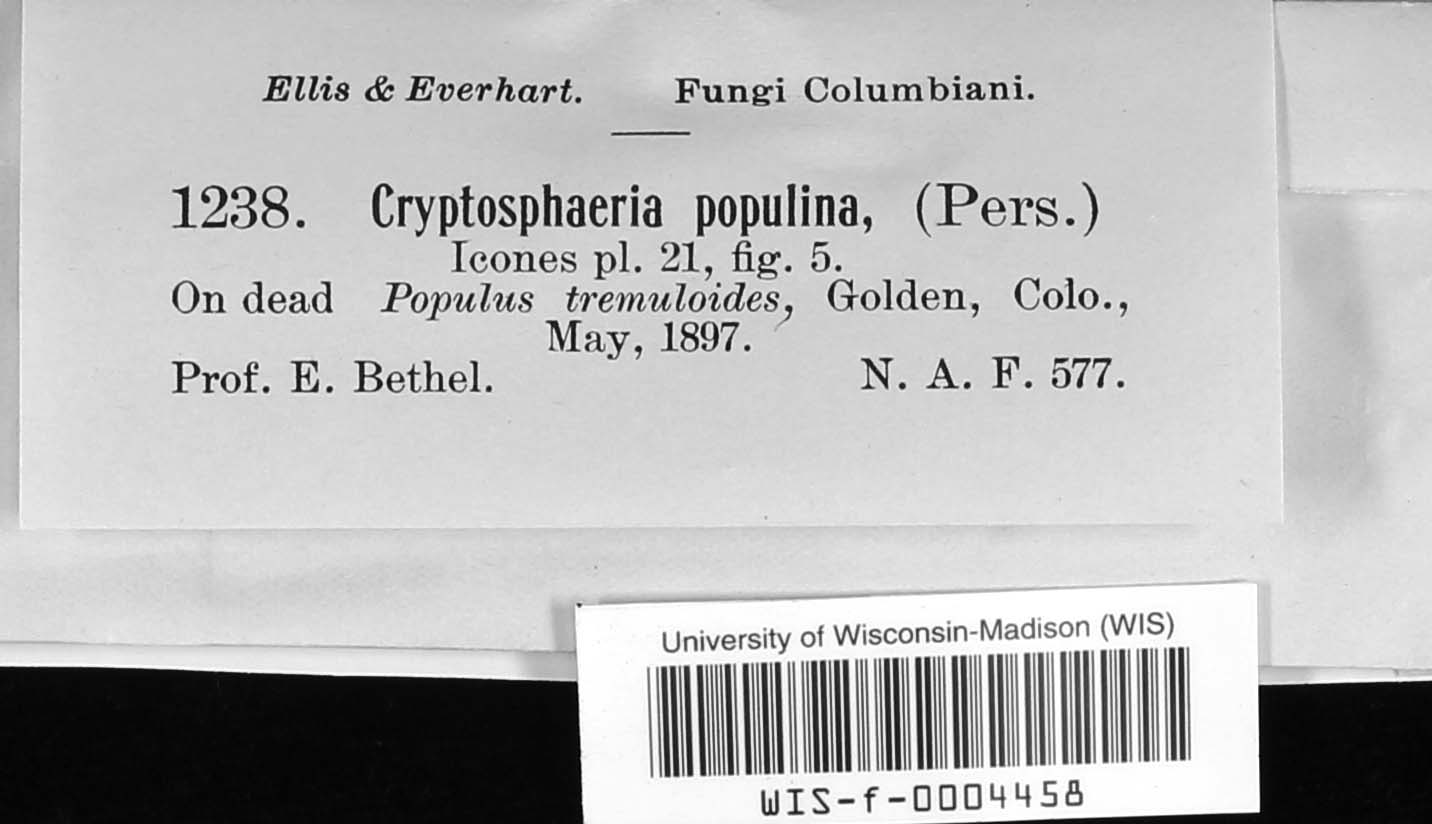 Ellis & Everhart. Fungi Columbiani.
1238. Cryptosphaeria populina, (Pers.)
Icones pl. 21, fig. 5.
On dead Populus tremuloides, Golden, Colo.,
May, 1897.
Prof. E. Bethel. N. A. F. 577.
University of Wisconsin-Madison (WIS)
WIS-f-0004458